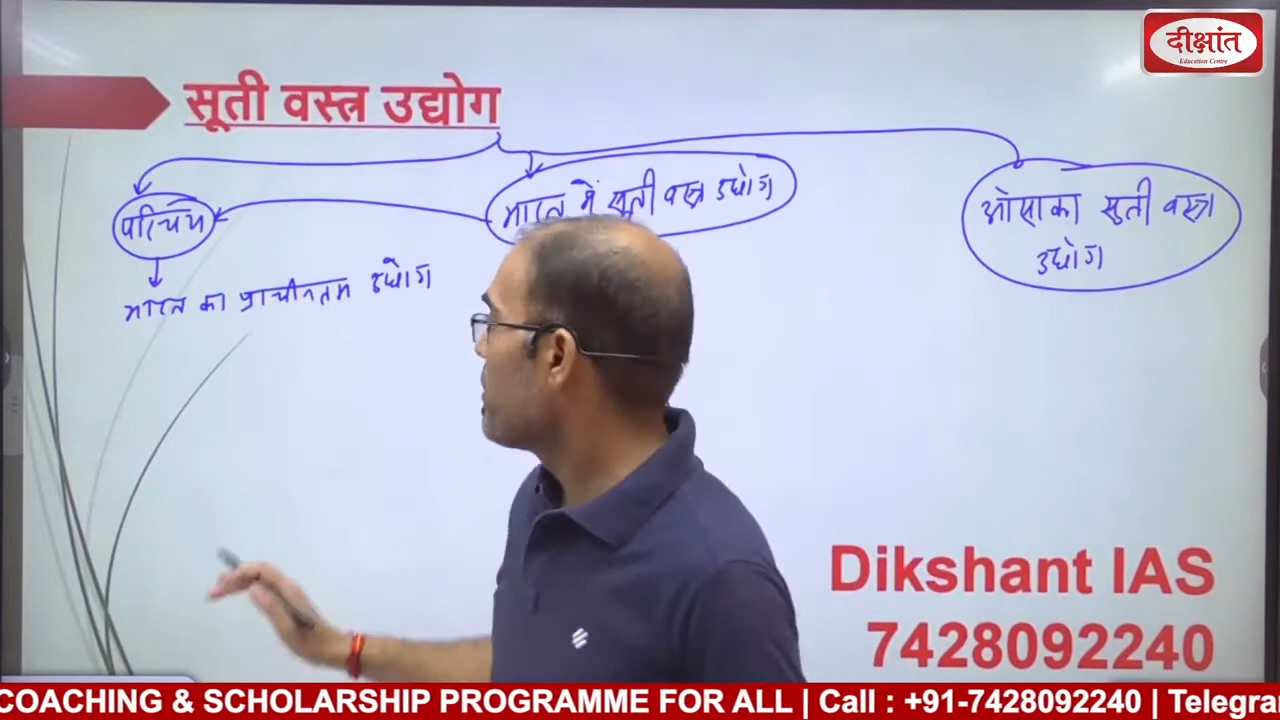 दीक्षांत
Education Centre
सूती वस्त्र उद्योग
परिचय
भारत में सूती वस्त्र उद्योग
ओसाका सूती वस्त्र
उद्योग
भारत का प्राचीनतम उद्योग
Dikshant IAS
7428092240
COACHING & SCHOLARSHIP PROGRAMME FOR ALL | Call : +91-7428092240 | Telegra